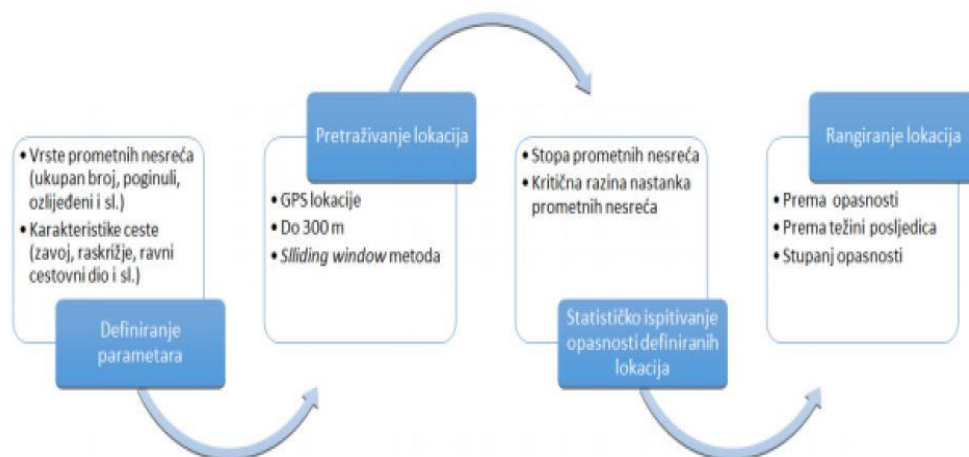 • Vrste prometnih nesreća
(ukupan broj, poginuli,
ozlijeđeni i sl.)
• Karakteristike ceste
(zavoj, raskrižje, ravni
cestovni dio i sl.)
Definiranje
parametara
Pretraživanje lokacija
• GPS lokacije
• Do 300 m
• Slliding window metoda
• Stopa prometnih nesreća
• Kritična razina nastanka
prometnih nesreća
Statističko ispitivanje
opasnosti definiranih
lokacija
Rangiranje lokacija
• Prema opasnosti
• Prema težini posljedica
• Stupanj opasnosti